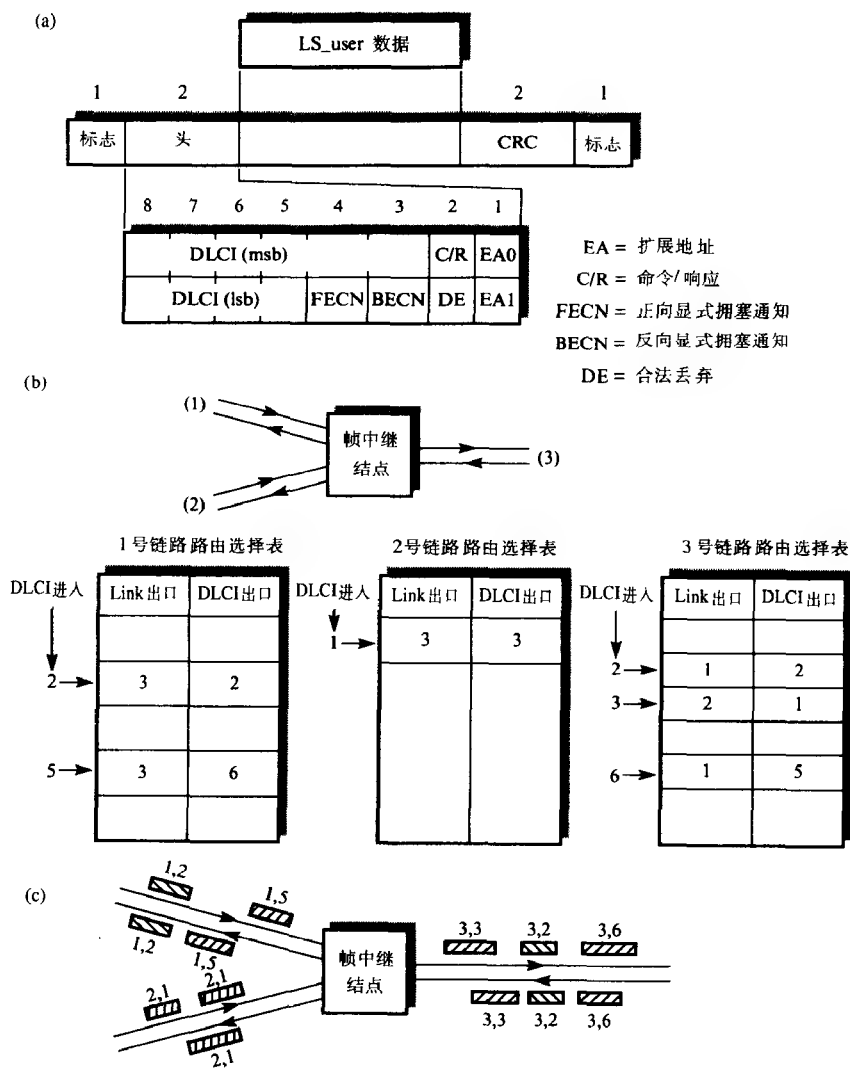 (a)
LS_user 数据
1 2 2 1
标志 头 CRC 标志
8 7 6 5 4 3 2 1
DLCI (msb) C/R EA0
DLCI (lsb) FECN BECN DE EA1
EA = 扩展地址
C/R = 命令/响应
FECN = 正向显式拥塞通知
BECN = 反向显式拥塞通知
DE = 合法丢弃
(b)
(1)
帧中继
结点
(3)
(2)
1号链路路由选择表
DLCI进入
Link出口 DLCI出口
2 3 2
5 3 6
2号链路路由选择表
DLCI进入
Link出口 DLCI出口
1 3 3
3号链路路由选择表
DLCI进入
Link出口 DLCI出口
2 1 2
3 2 1
6 1 5
(c)
1,2
1,5
1,2
1,5
2,1
2,1
2,1
帧中继
结点
3,3 3,2 3,6
3,3 3,2 3,6